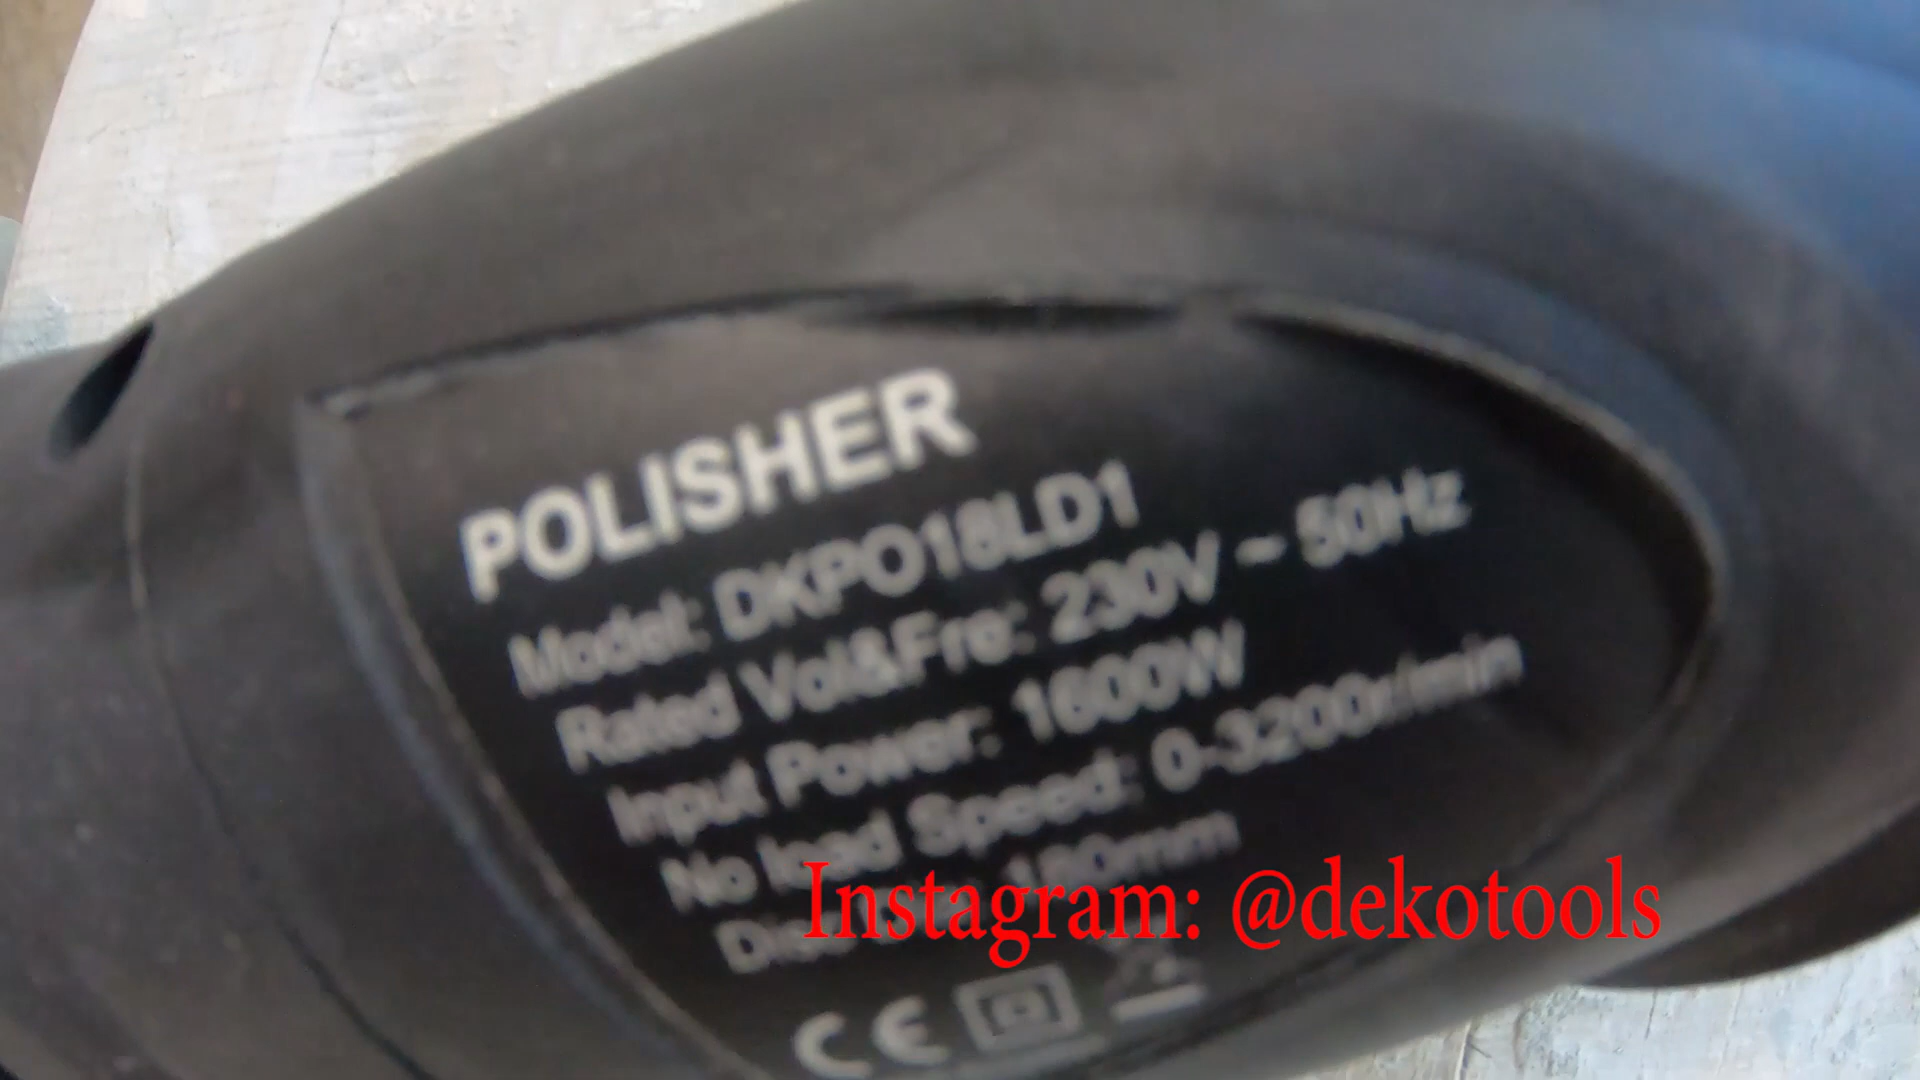 POLISHER
Model: DKPO18LD1
Rated Vol&Fre: 230V ~ 50Hz
Input Power: 1600W
No load Speed: 0-3200r/min
180mm
Instagram: @dekotools
CE